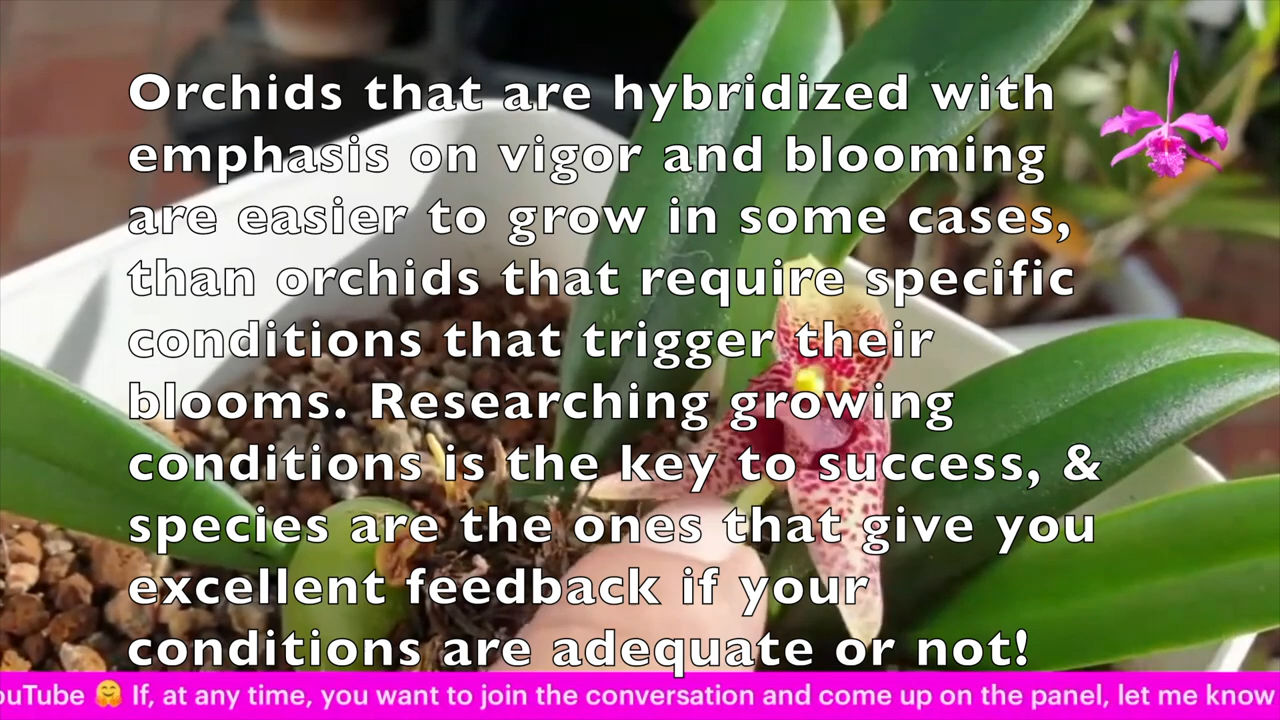 Orchids that are hybridized with
emphasis on vigor and blooming
are easier to grow in some cases,
than orchids that require specific
conditions that trigger their
blooms. Researching growing
conditions is the key to success, &
species are the ones that give you
excellent feedback if your
conditions are adequate or not!
ouTube 🤗 If, at any time, you want to join the conversation and come up on the panel, let me know